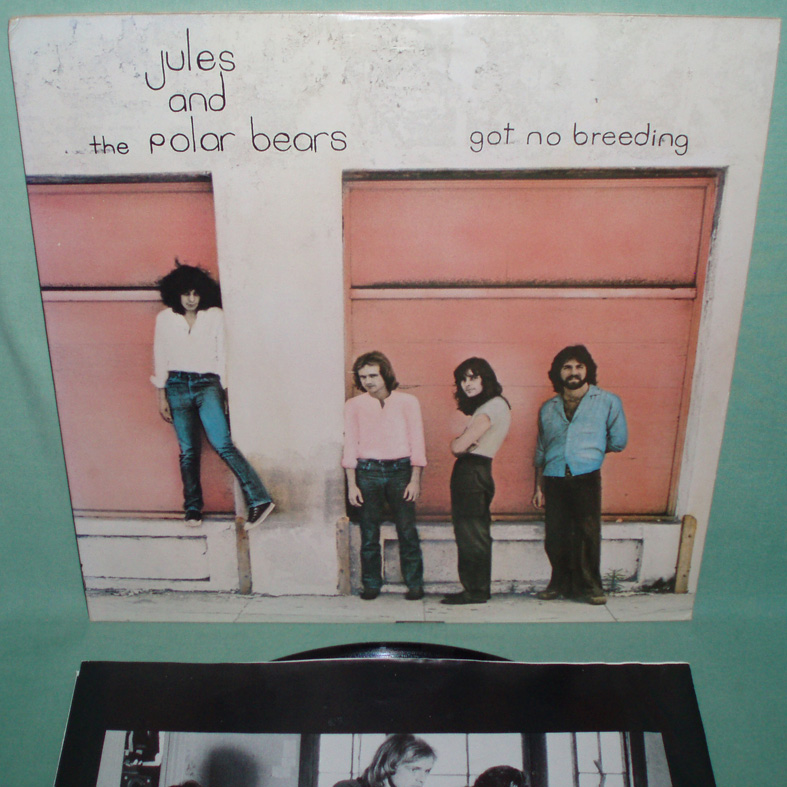 jules
and
the polar bears
got no breeding